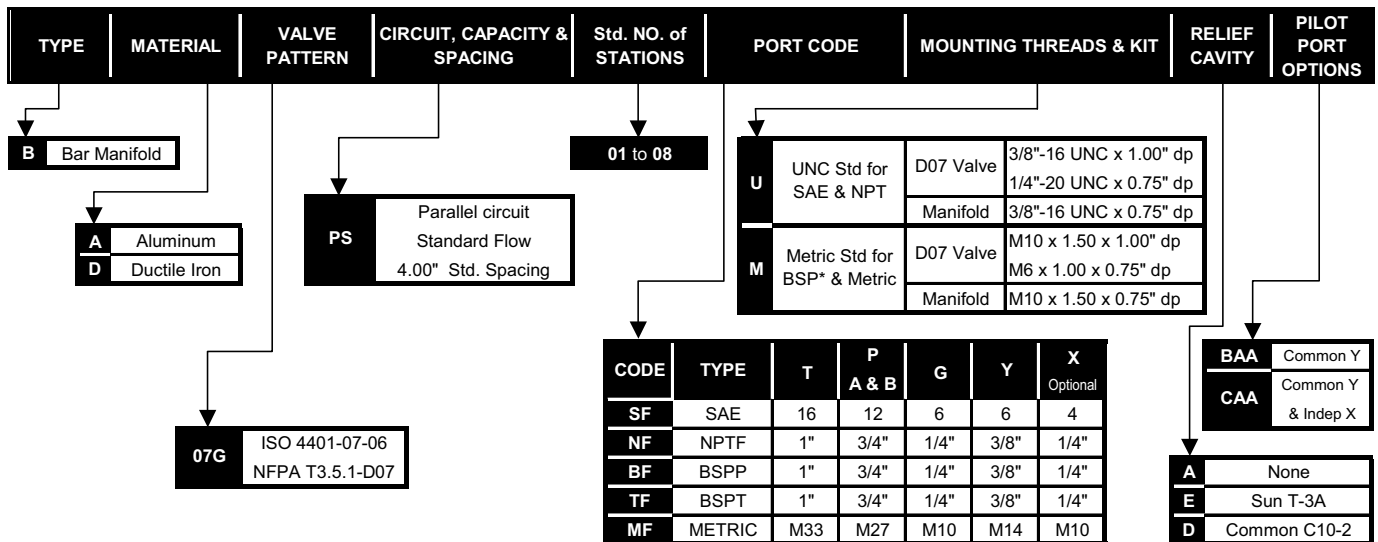 TYPE
MATERIAL
VALVE
PATTERN
CIRCUIT, CAPACITY &
SPACING
Std. NO. of
STATIONS
PORT CODE
MOUNTING THREADS & KIT
RELIEF
CAVITY
PILOT
PORT
OPTIONS
B Bar Manifold
A Aluminum
D Ductile Iron
07G
ISO 4401-07-06
NFPA T3.5.1-D07
PS
Parallel circuit
Standard Flow
4.00" Std. Spacing
01 to 08
U
UNC Std for
SAE & NPT
D07 Valve
3/8"-16 UNC x 1.00" dp
1/4"-20 UNC x 0.75" dp
Manifold 3/8"-16 UNC x 0.75" dp
M
Metric Std for
BSP* & Metric
D07 Valve
M10 x 1.50 x 1.00" dp
M6 x 1.00 x 0.75" dp
Manifold M10 x 1.50 x 0.75" dp
CODE TYPE T P A & B G Y X Optional
SF SAE 16 12 6 6 4
NF NPTF 1" 3/4" 1/4" 3/8" 1/4"
BF BSPP 1" 3/4" 1/4" 3/8" 1/4"
TF BSPT 1" 3/4" 1/4" 3/8" 1/4"
MF METRIC M33 M27 M10 M14 M10
BAA Common Y
CAA
Common Y
& Indep X
A None
E Sun T-3A
D Common C10-2